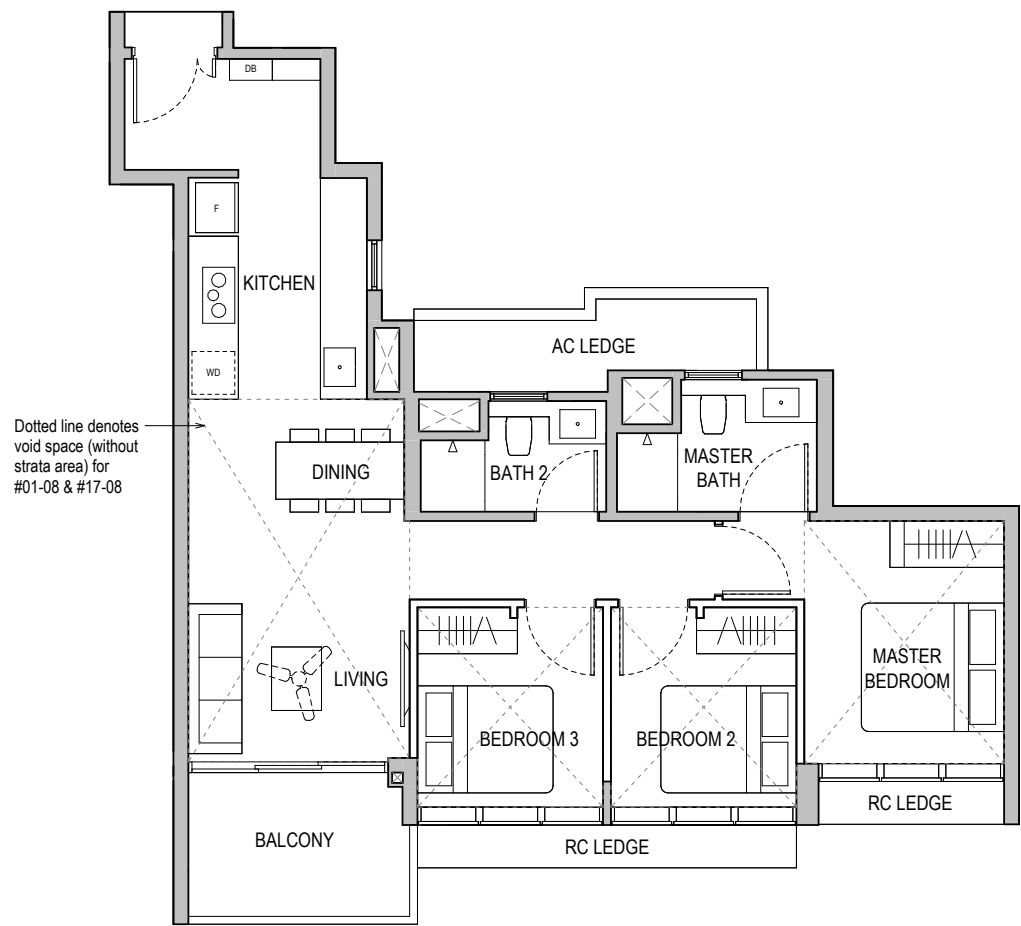 DB
F
KITCHEN
WD
AC LEDGE
Dotted line denotes
void space (without
strata area) for
#01-08 & #17-08
DINING
BATH 2
MASTER
BATH
LIVING
MASTER
BEDROOM
BEDROOM 3
BEDROOM 2
RC LEDGE
BALCONY
RC LEDGE